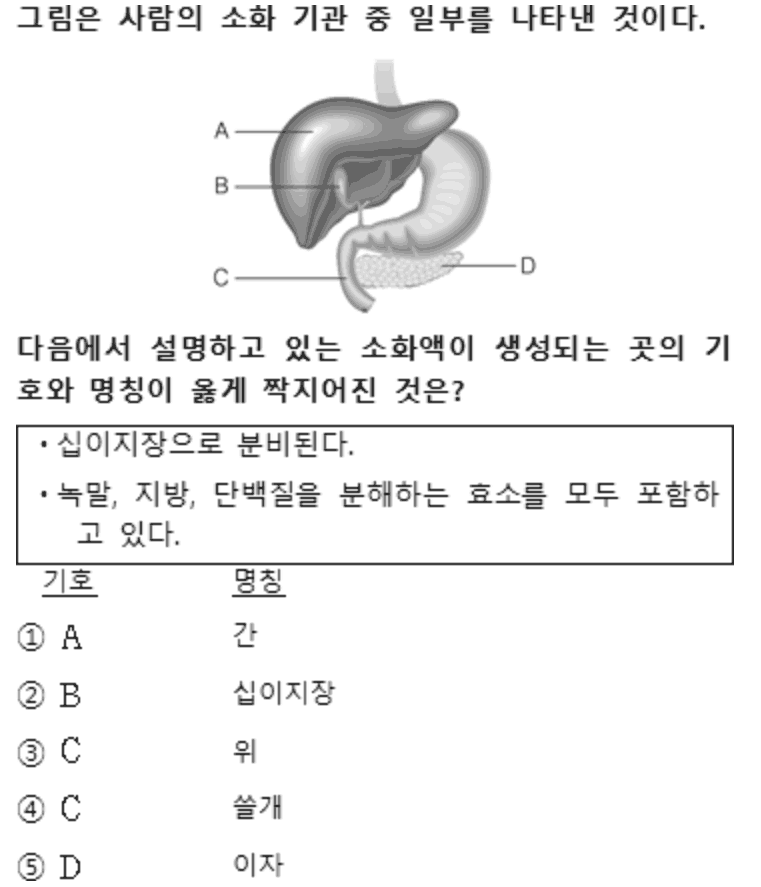 그림은 사람의 소화 기관 중 일부를 나타낸 것이다.
A
B
C
D
다음에서 설명하고 있는 소화액이 생성되는 곳의 기
호와 명칭이 옳게 짝지어진 것은?
• 십이지장으로 분비된다.
• 녹말, 지방, 단백질을 분해하는 효소를 모두 포함하
고 있다.
기호 명칭
① A 간
② B 십이지장
③ C 위
④ C 쓸개
⑤ D 이자